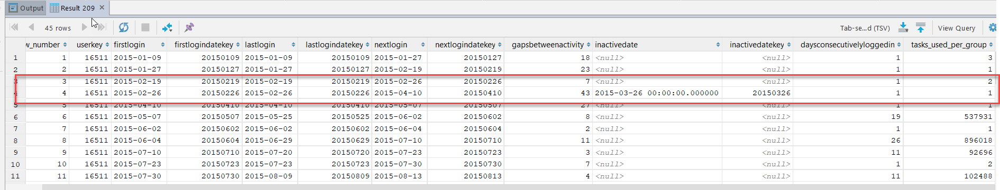 Output Result 209
45 rows Tab-se...d (TSV) View Query
w_number userkey firstlogin firstlogindatekey lastlogin lastlogindatekey nextlogin nextlogindatekey gapsbetweenactivity inactivedate inactivedatekey daysconsecutivelyloggedin tasks_used_per_group
1 1 16511 2015-01-09 20150109 2015-01-09 20150109 2015-01-27 20150127 18 <null> <null> 1 3
2 2 16511 2015-01-27 20150127 2015-01-27 20150127 2015-02-19 20150219 23 <null> <null> 1 1
3 3 16511 2015-02-19 20150219 2015-02-19 20150219 2015-02-26 20150226 7 <null> <null> 1 2
4 4 16511 2015-02-26 20150226 2015-02-26 20150226 2015-04-10 20150410 43 2015-03-26 00:00:00.000000 20150326 1 1
5 5 16511 2015-04-10 20150410 2015-04-10 20150410 2015-05-07 20150507 27 <null> <null> 1 1
6 6 16511 2015-05-07 20150507 2015-05-25 20150525 2015-06-02 20150602 8 <null> <null> 19 537931
7 7 16511 2015-06-02 20150602 2015-06-02 20150602 2015-06-04 20150604 2 <null> <null> 1 1
8 8 16511 2015-06-04 20150604 2015-06-29 20150629 2015-07-10 20150710 11 <null> <null> 26 896018
9 9 16511 2015-07-10 20150710 2015-07-20 20150720 2015-07-23 20150723 3 <null> <null> 11 92696
10 10 16511 2015-07-23 20150723 2015-07-23 20150723 2015-07-30 20150730 7 <null> <null> 1 2
11 11 16511 2015-07-30 20150730 2015-08-09 20150809 2015-08-13 20150813 4 <null> <null> 11 102488